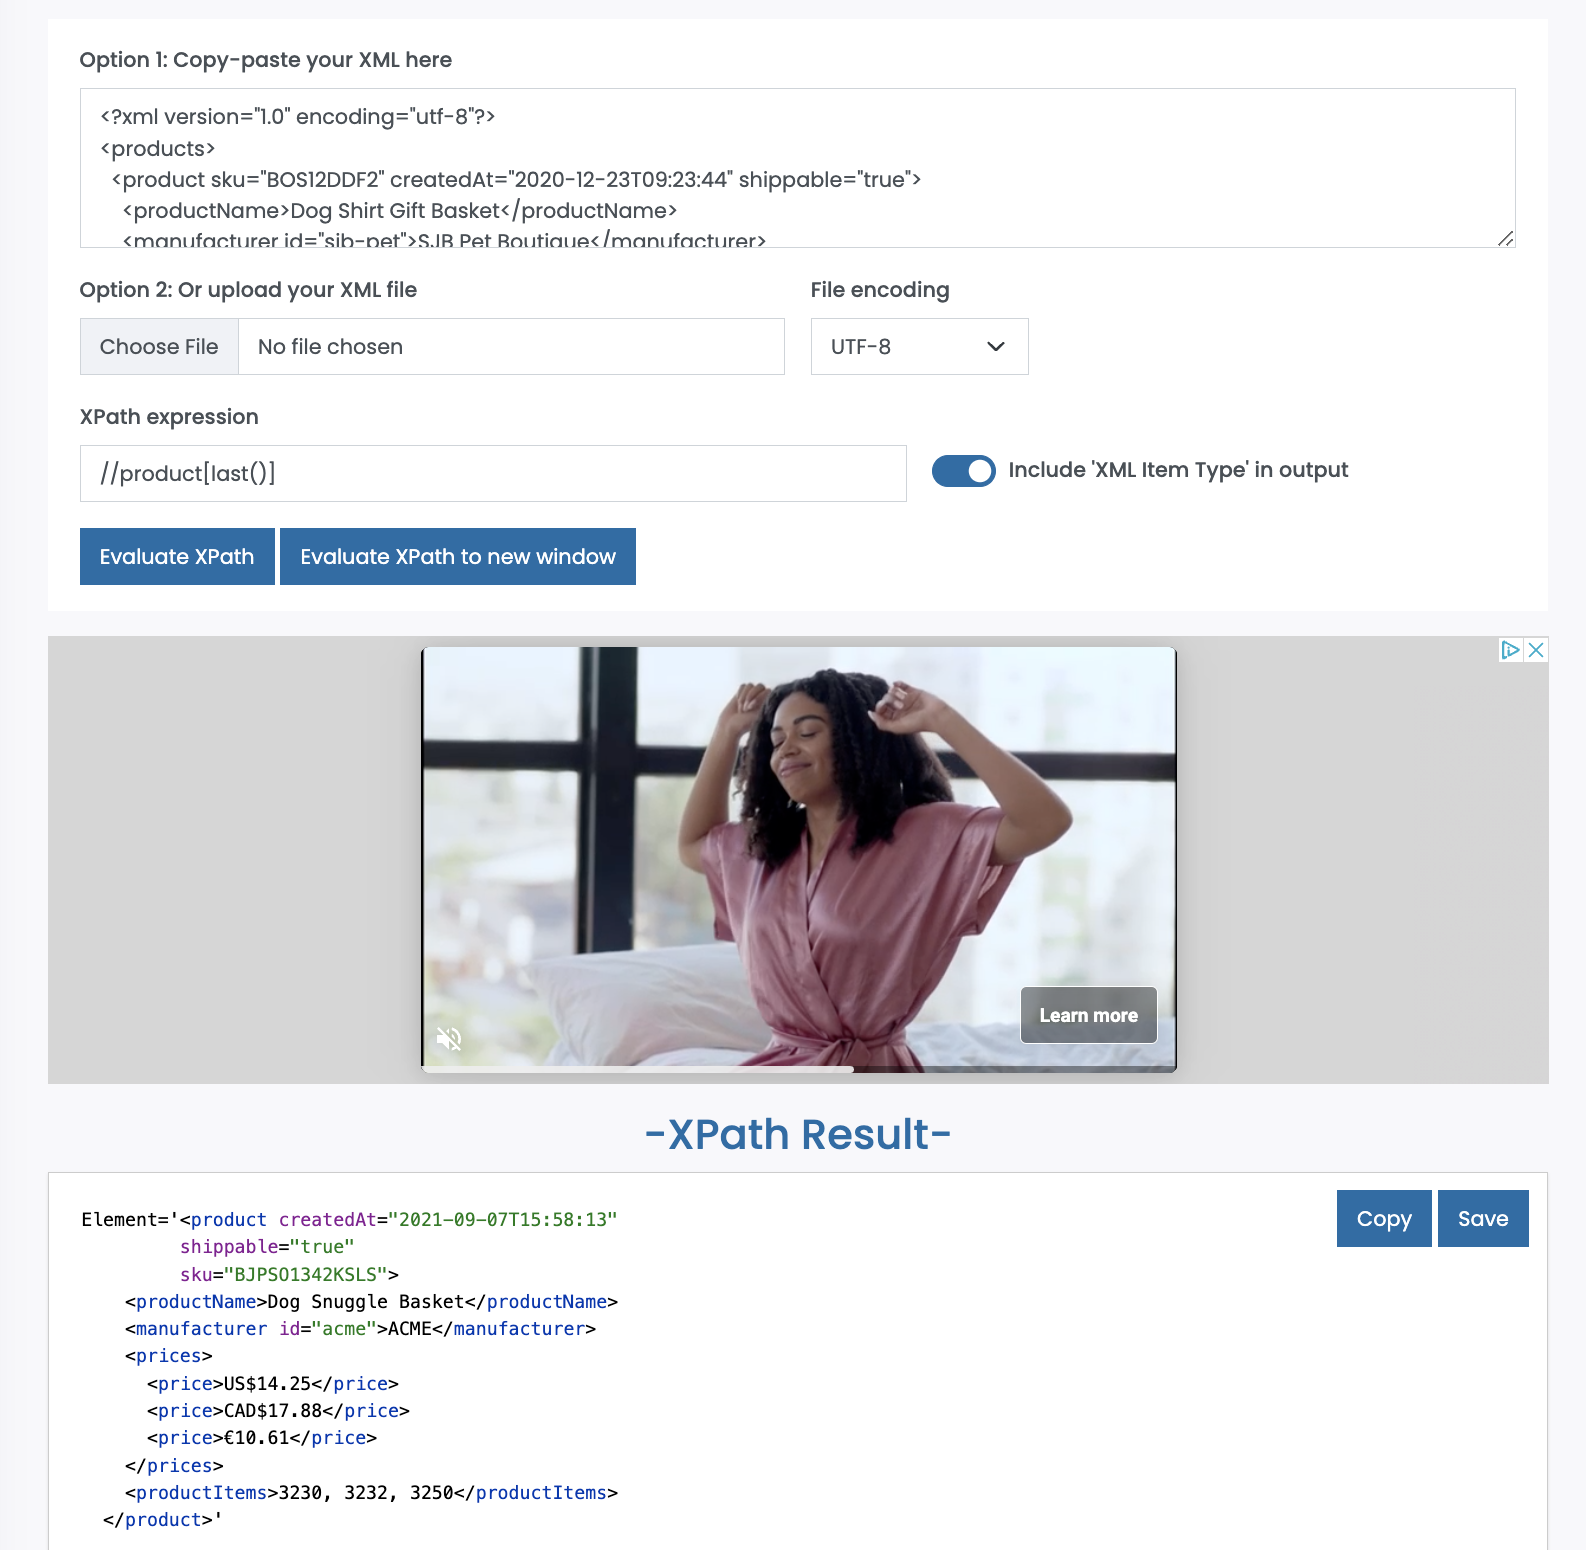 Option 1: Copy-paste your XML here
<?xml version="1.0" encoding="utf-8"?>
<products>
<product sku="BOS12DDF2" createdAt="2020-12-23T09:23:44" shippable="true">
<productName>Dog Shirt Gift Basket</productName>
<manufacturer id="sjb-pet">SJB Pet Boutique</manufacturer>
Option 2: Or upload your XML file
File encoding
Choose File
No file chosen
UTF-8
XPath expression
//product[last()]
Include 'XML Item Type' in output
Evaluate XPath
Evaluate XPath to new window
Learn more
-XPath Result-
Copy
Save
Element='<product createdAt="2021-09-07T15:58:13"
shippable="true"
sku="BJPSO1342KSLS">
<productName>Dog Snuggle Basket</productName>
<manufacturer id="acme">ACME</manufacturer>
<prices>
<price>US$14.25</price>
<price>CAD$17.88</price>
<price>€10.61</price>
</prices>
<productItems>3230, 3232, 3250</productItems>
</product>'